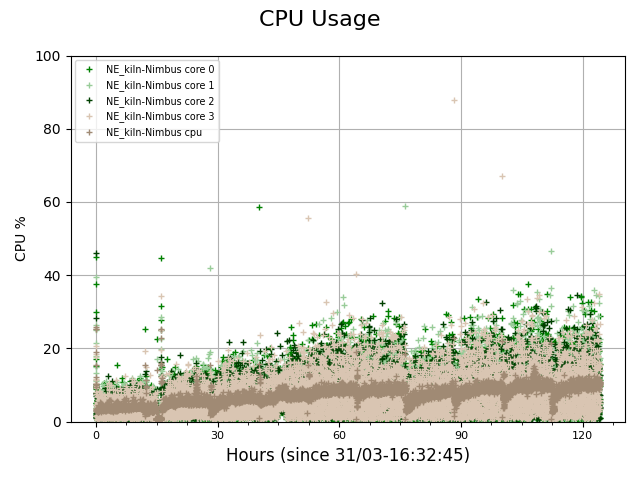 CPU Usage
100
80
60
40
20
0
CPU %
NE_kiln-Nimbus core 0
NE_kiln-Nimbus core 1
NE_kiln-Nimbus core 2
NE_kiln-Nimbus core 3
NE_kiln-Nimbus cpu
0 30 60 90 120
Hours (since 31/03-16:32:45)